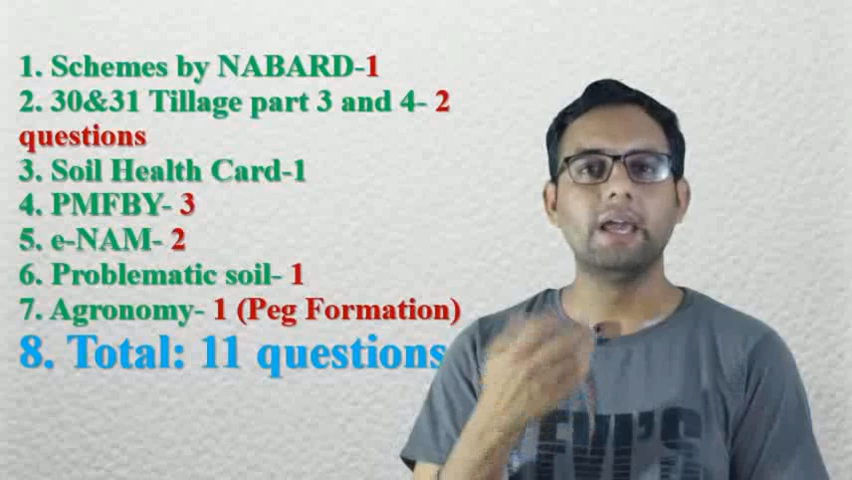 1. Schemes by NABARD-1
2. 30&31 Tillage part 3 and 4- 2
questions
3. Soil Health Card-1
4. PMFBY- 3
5. e-NAM- 2
6. Problematic soil- 1
7. Agronomy- 1 (Peg Formation)
8. Total: 11 questions